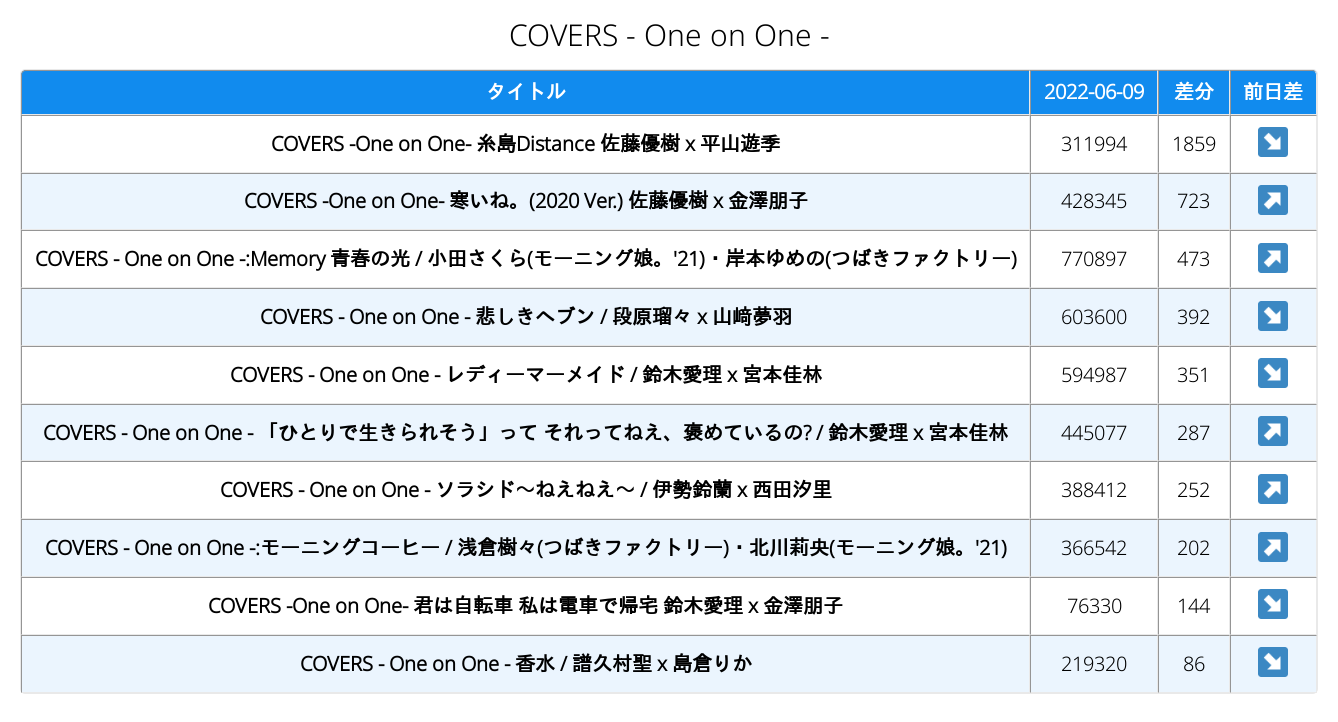 COVERS - One on One -
タイトル 2022-06-09 差分 前日差
COVERS -One on One- 糸島Distance 佐藤優樹 x 平山遊季 311994 1859 ↘
COVERS -One on One- 寒いね。(2020 Ver.) 佐藤優樹 x 金澤朋子 428345 723 ↗
COVERS - One on One -:Memory 青春の光 / 小田さくら(モーニング娘。'21)・岸本ゆめの(つばきファクトリー) 770897 473 ↗
COVERS - One on One - 悲しきヘブン / 段原瑠々 x 山﨑夢羽 603600 392 ↘
COVERS - One on One - レディーマーメイド / 鈴木愛理 x 宮本佳林 594987 351 ↘
COVERS - One on One - 「ひとりで生きられそう」って それってねえ、褒めているの? / 鈴木愛理 x 宮本佳林 445077 287 ↗
COVERS - One on One - ソラシド～ねえねえ～ / 伊勢鈴蘭 x 西田汐里 388412 252 ↗
COVERS - One on One -:モーニングコーヒー / 浅倉樹々(つばきファクトリー)・北川莉央(モーニング娘。'21) 366542 202 ↗
COVERS -One on One- 君は自転車 私は電車で帰宅 鈴木愛理 x 金澤朋子 76330 144 ↘
COVERS - One on One - 香水 / 譜久村聖 x 島倉りか 219320 86 ↘